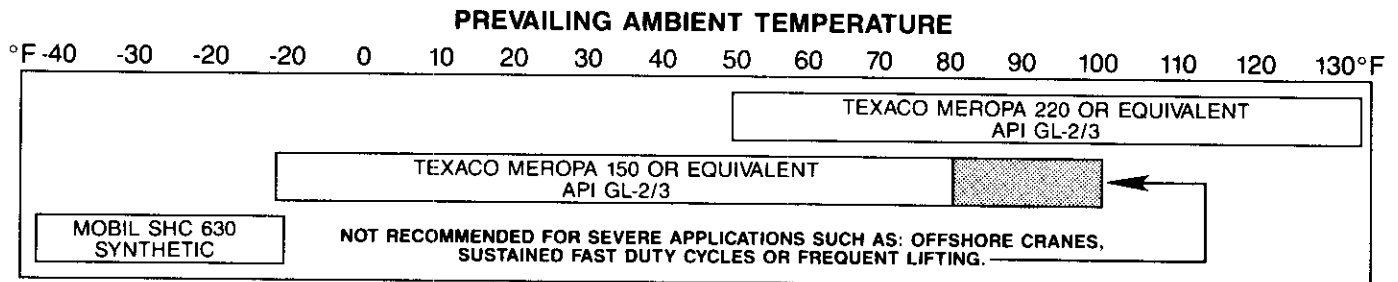 PREVAILING AMBIENT TEMPERATURE
°F -40 -30 -20 -20 0 10 20 30 40 50 60 70 80 90 100 110 120 130°F
TEXACO MEROPA 220 OR EQUIVALENT
API GL-2/3
TEXACO MEROPA 150 OR EQUIVALENT
API GL-2/3
MOBIL SHC 630
SYNTHETIC
NOT RECOMMENDED FOR SEVERE APPLICATIONS SUCH AS: OFFSHORE CRANES,
SUSTAINED FAST DUTY CYCLES OR FREQUENT LIFTING.